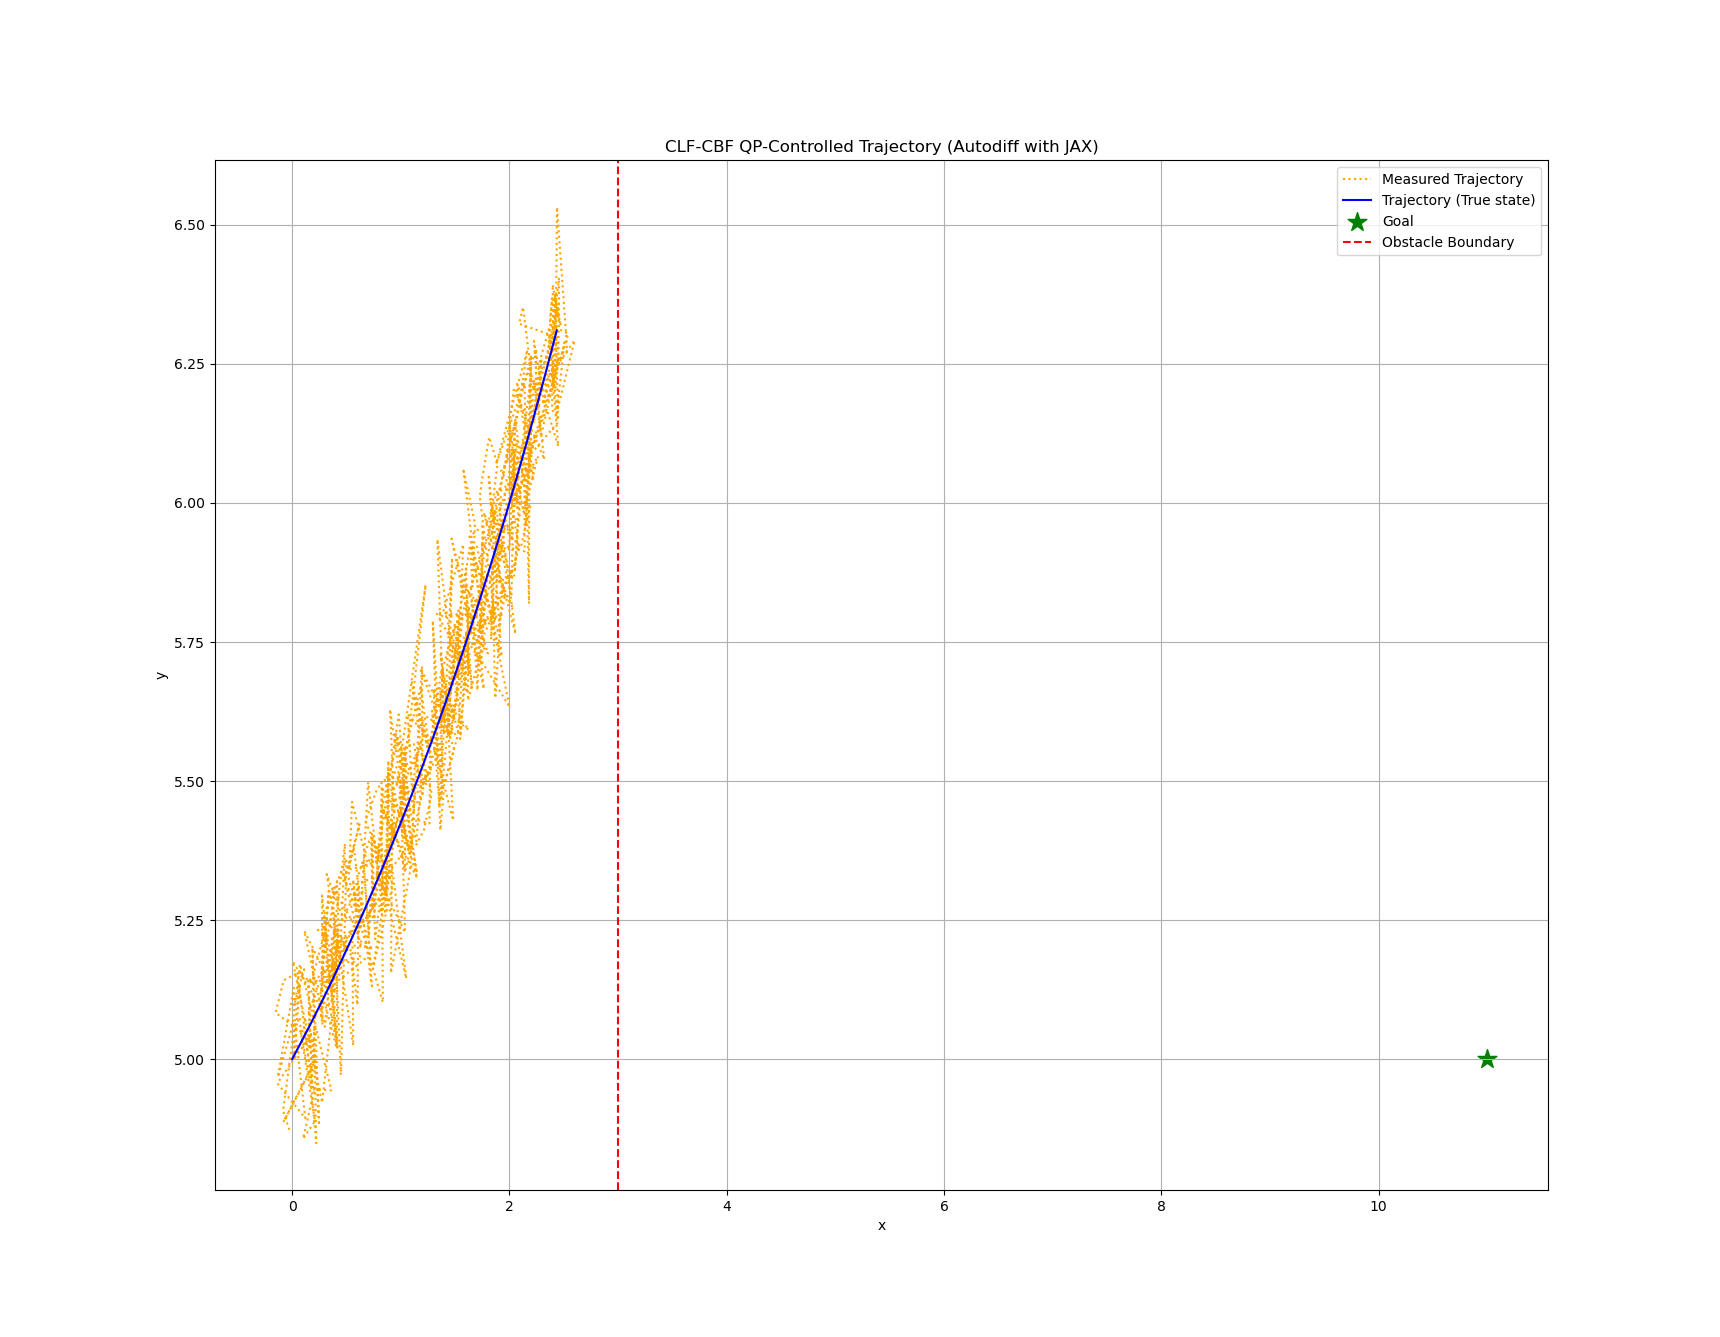 CLF-CBF QP-Controlled Trajectory (Autodiff with JAX)
Measured Trajectory
Trajectory (True state)
Goal
Obstacle Boundary
6.50
6.25
6.00
5.75
5.50
5.25
5.00
y
0
2
4
6
8
10
x